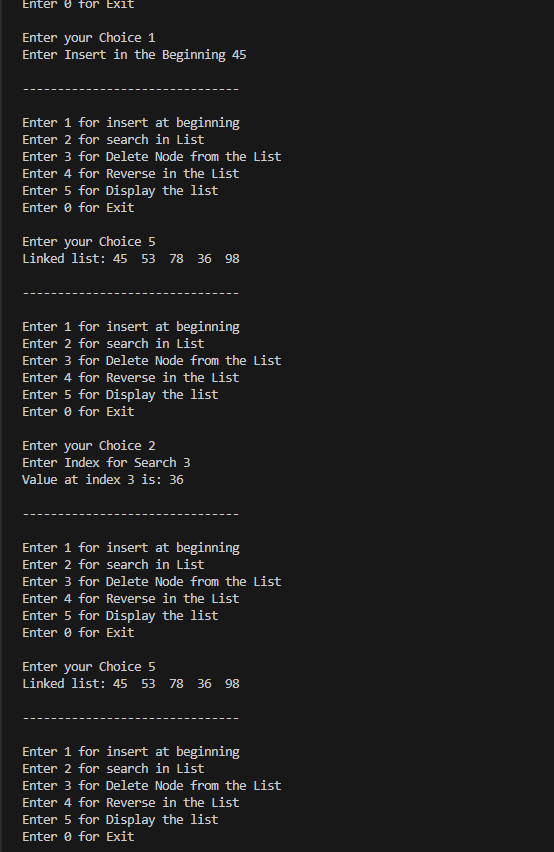 Enter 0 for Exit
Enter your Choice 1
Enter Insert in the Beginning 45
-------------------------------
Enter 1 for insert at beginning
Enter 2 for search in List
Enter 3 for Delete Node from the List
Enter 4 for Reverse in the List
Enter 5 for Display the list
Enter 0 for Exit
Enter your Choice 5
Linked list: 45  53  78  36  98
-------------------------------
Enter 1 for insert at beginning
Enter 2 for search in List
Enter 3 for Delete Node from the List
Enter 4 for Reverse in the List
Enter 5 for Display the list
Enter 0 for Exit
Enter your Choice 2
Enter Index for Search 3
Value at index 3 is: 36
-------------------------------
Enter 1 for insert at beginning
Enter 2 for search in List
Enter 3 for Delete Node from the List
Enter 4 for Reverse in the List
Enter 5 for Display the list
Enter 0 for Exit
Enter your Choice 5
Linked list: 45  53  78  36  98
-------------------------------
Enter 1 for insert at beginning
Enter 2 for search in List
Enter 3 for Delete Node from the List
Enter 4 for Reverse in the List
Enter 5 for Display the list
Enter 0 for Exit